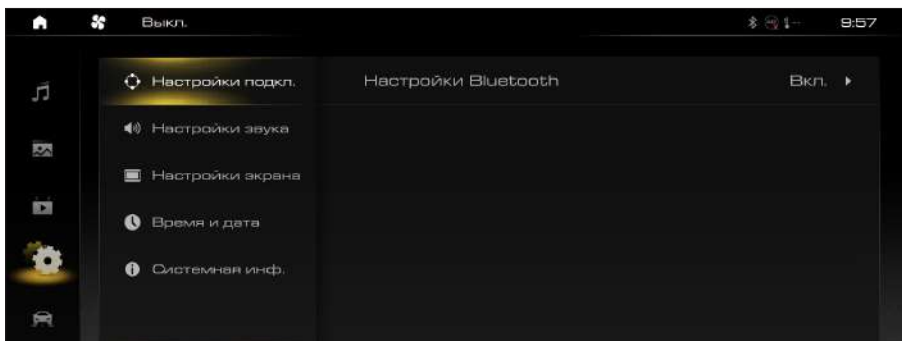 Выкл. 9:57
Настройки подкл.
Настройки Bluetooth Вкл.
Настройки звука
Настройки экрана
Время и дата
Системная инф.